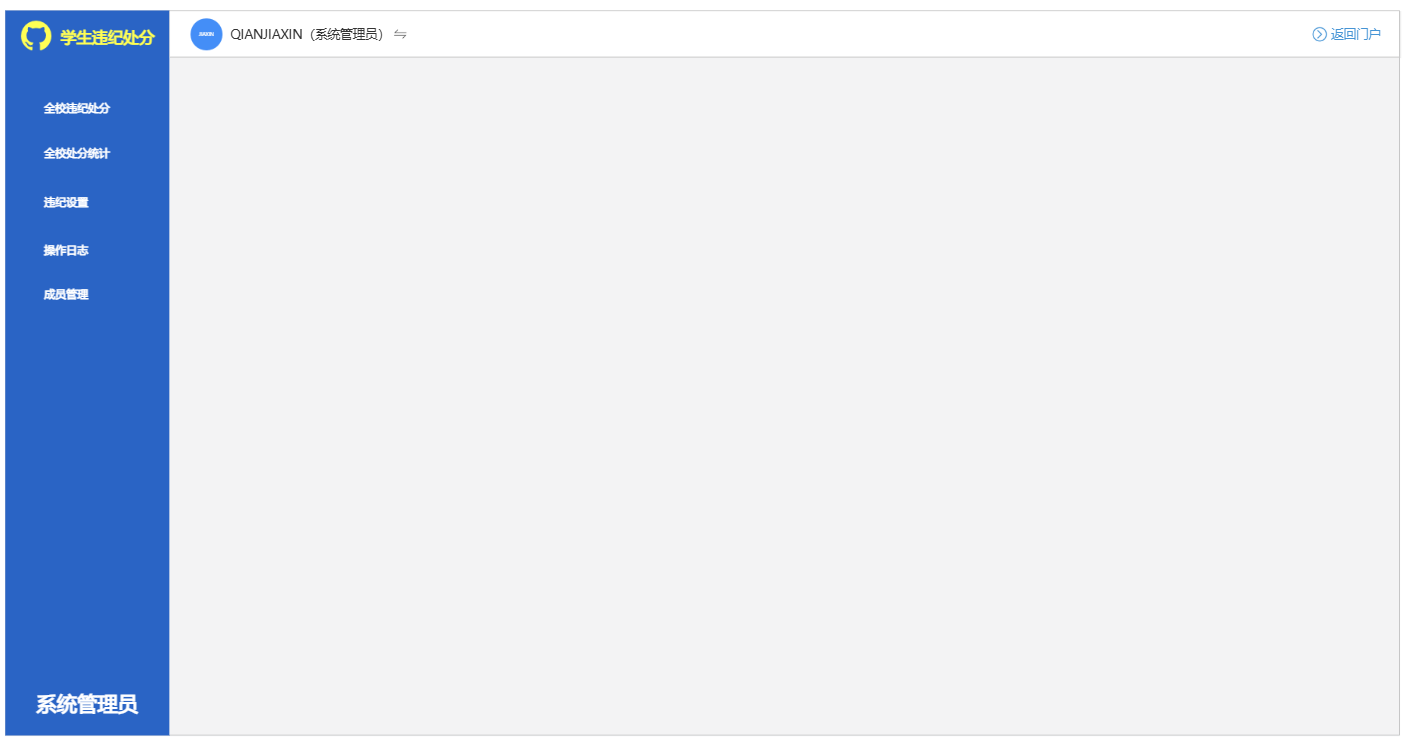 学生违纪处分
JIAXIN
QIANJIAXIN（系统管理员）
返回门户
全校违纪处分
全校处分统计
违纪设置
操作日志
成员管理
系统管理员